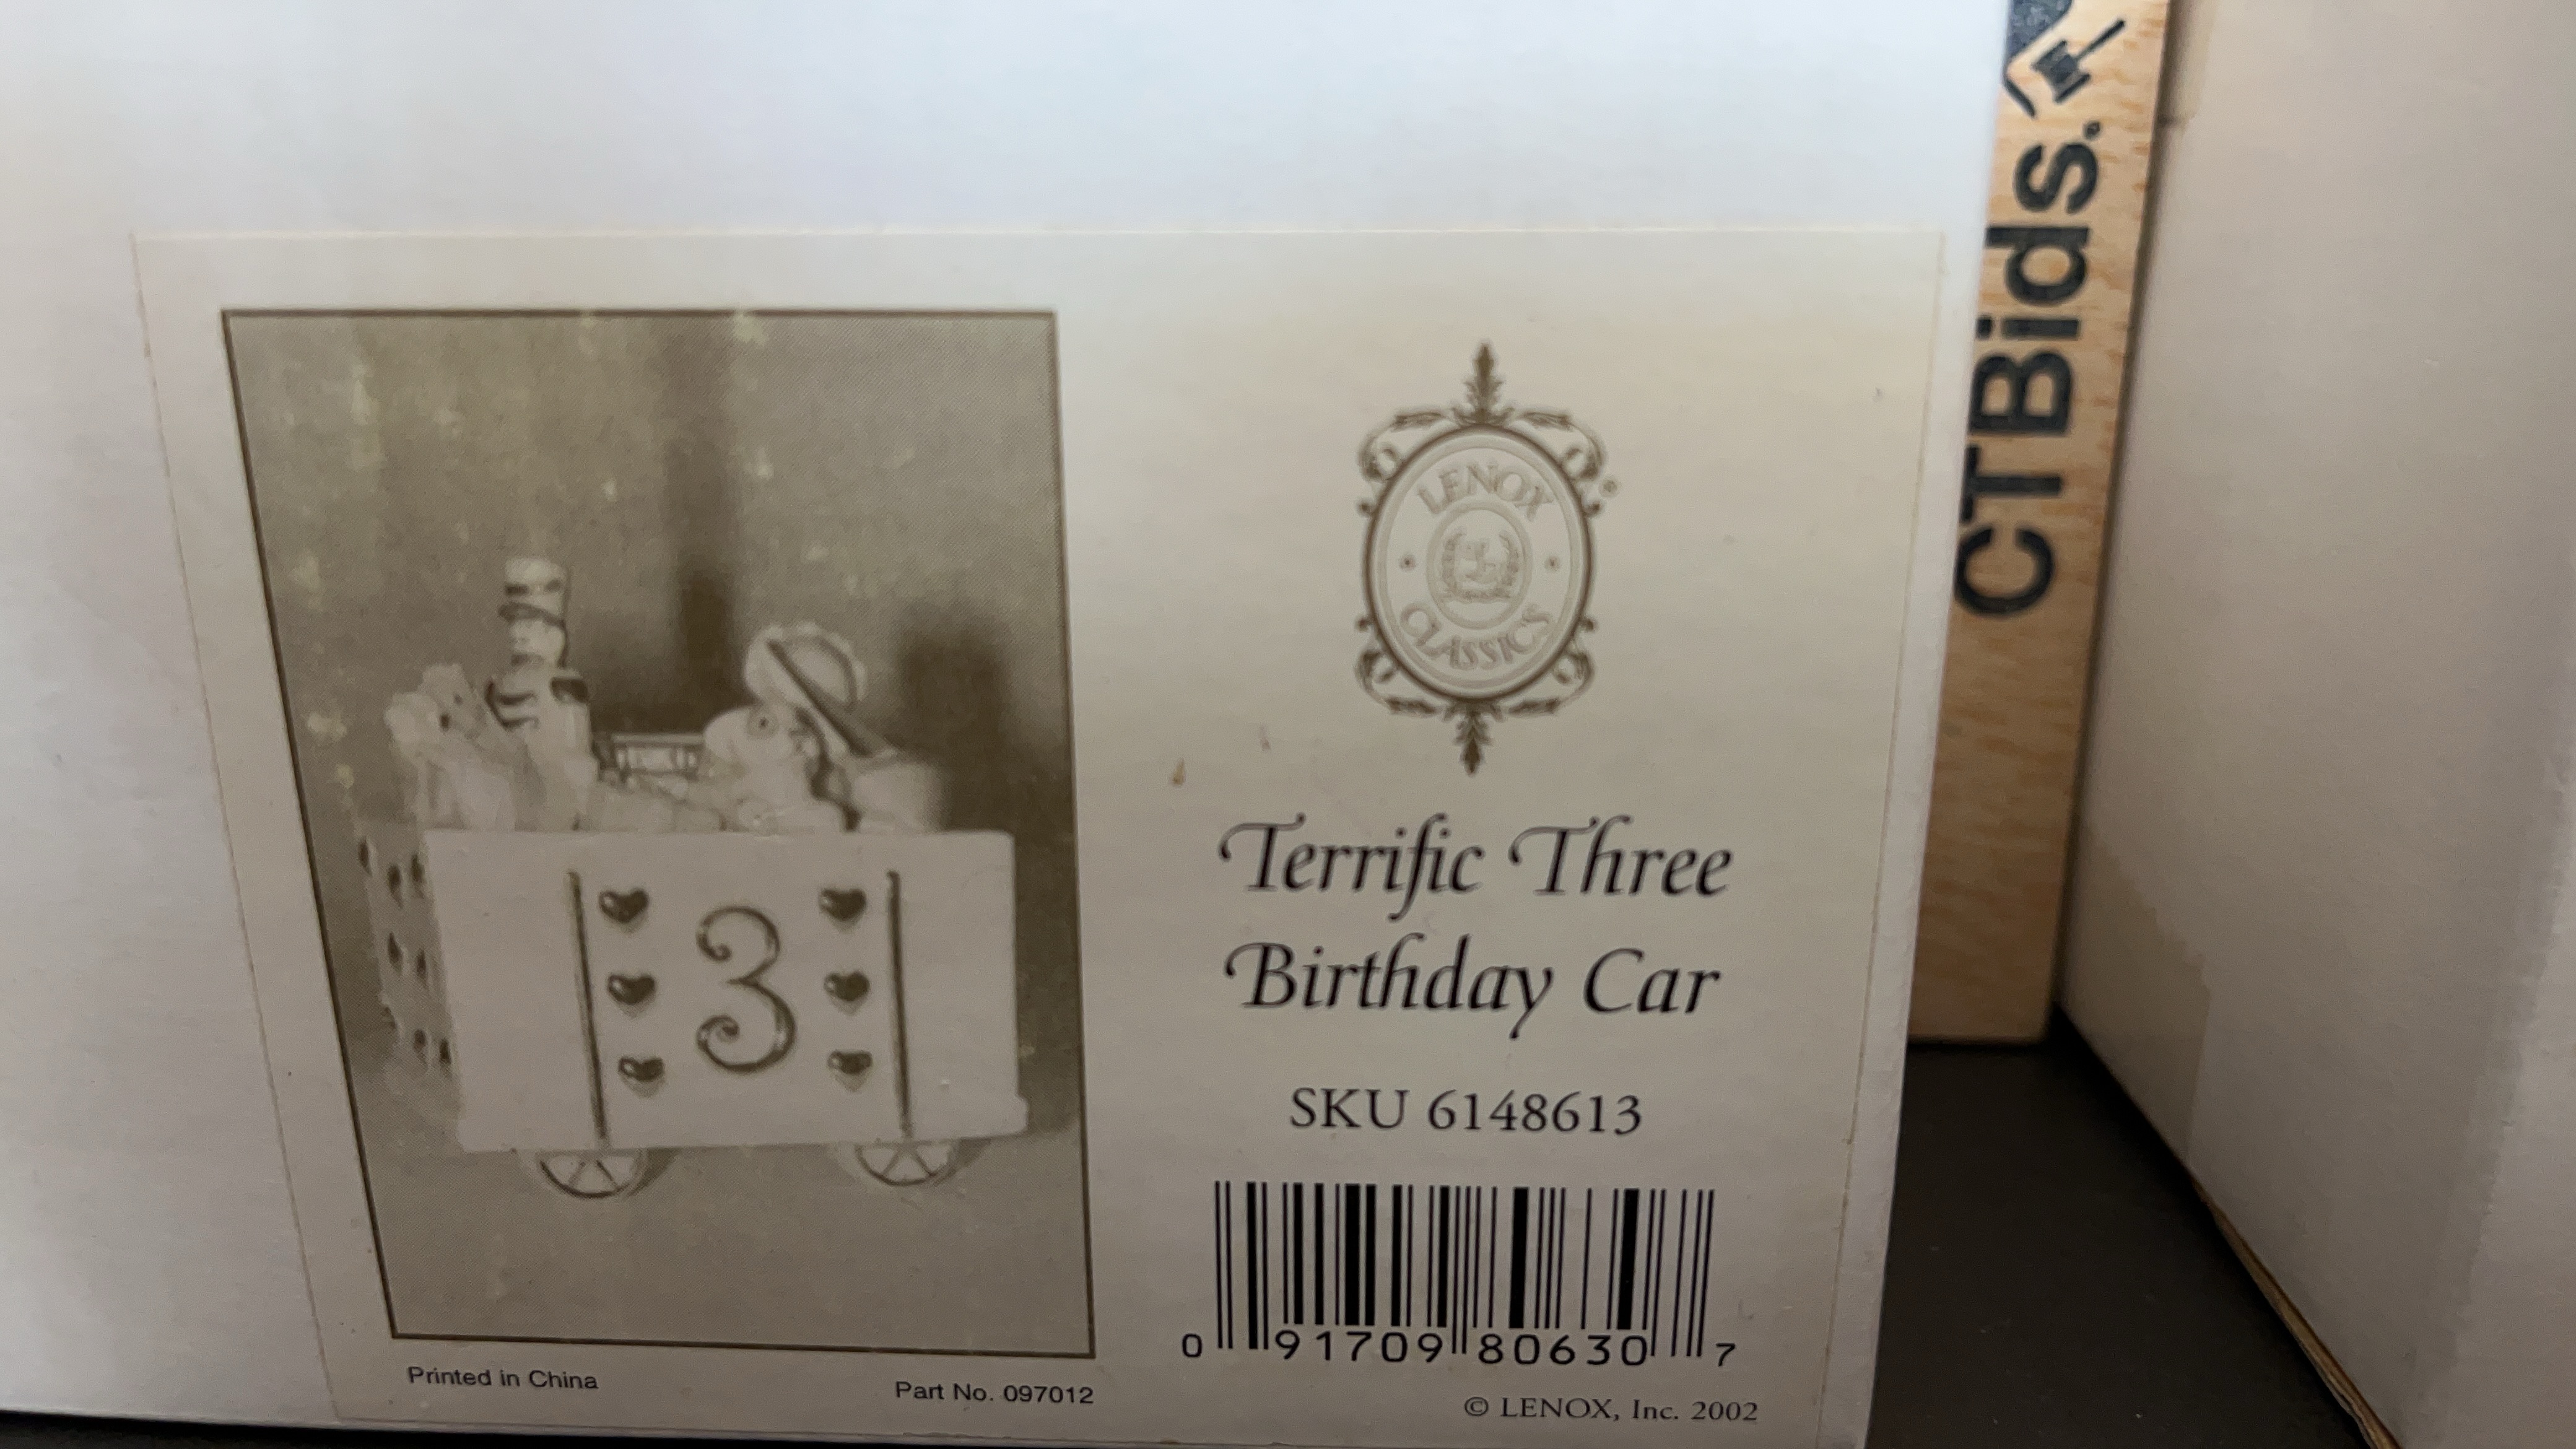 CTBids.
LENOX
CLASSICS
®
3
Terrific Three
Birthday Car
SKU 6148613
0 91709 80630 7
Printed in China
Part No. 097012
© LENOX, Inc. 2002